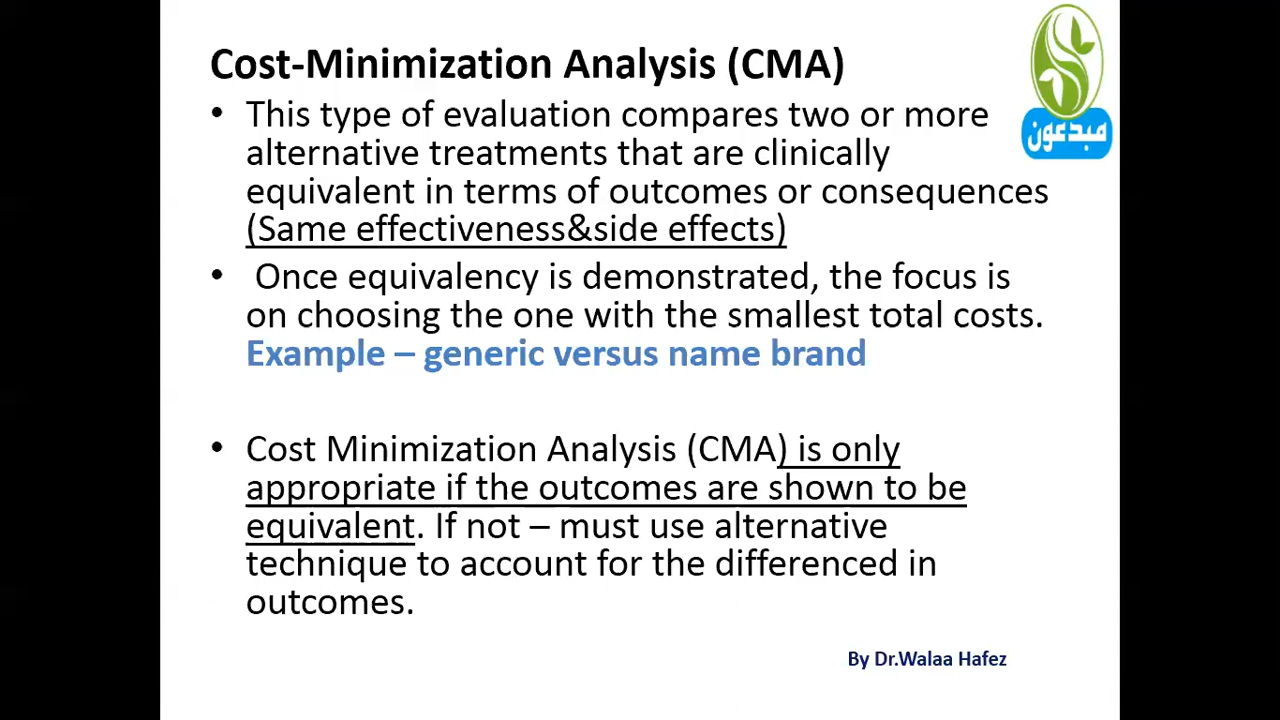 Cost-Minimization Analysis (CMA)
• This type of evaluation compares two or more
alternative treatments that are clinically
equivalent in terms of outcomes or consequences
(Same effectiveness&side effects)
• Once equivalency is demonstrated, the focus is
on choosing the one with the smallest total costs.
Example – generic versus name brand
• Cost Minimization Analysis (CMA) is only
appropriate if the outcomes are shown to be
equivalent. If not – must use alternative
technique to account for the differenced in
outcomes.
By Dr.Walaa Hafez
مبدعون